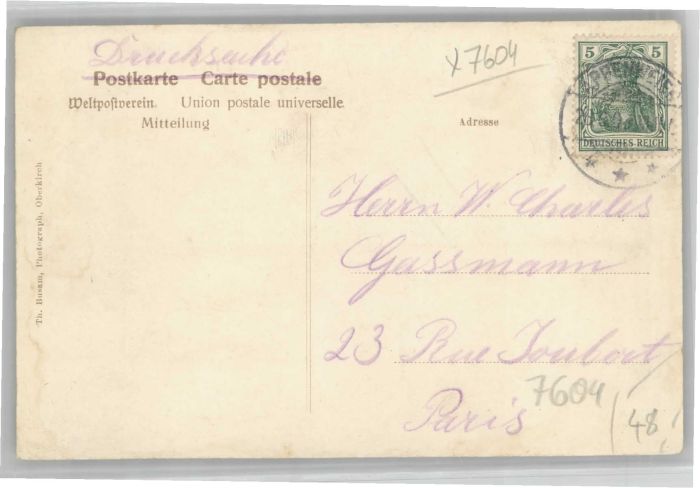 Drucksache
Postkarte Carte postale
Weltpostverein. Union postale universelle.
Mitteilung
X7604
Adresse
5 5
DEUTSCHES REICH
Herrn W. Charles
Gassmann
23 Rue Joubert
Paris
7604
(48,
Th. Busam, Photograph, Oberkirch